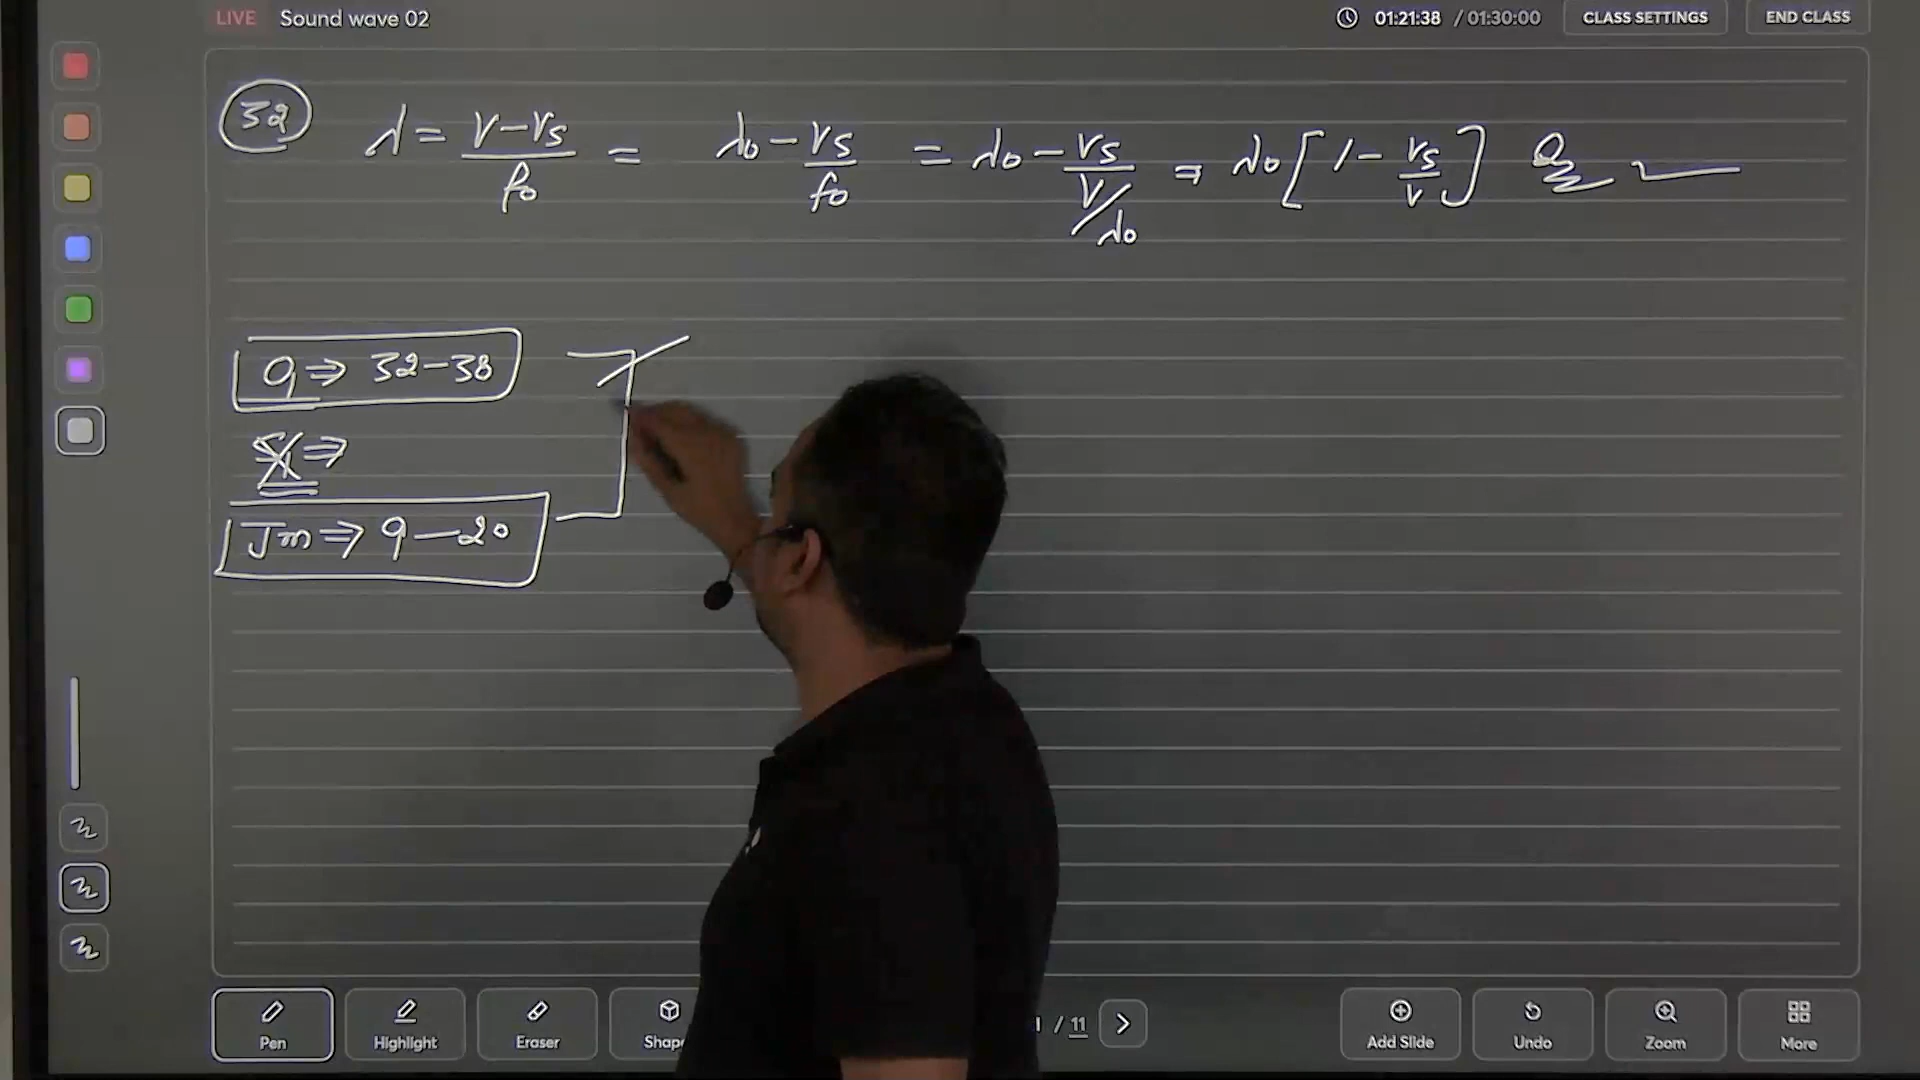 LIVE Sound wave 02 01:21:38 / 01:30:00 CLASS SETTINGS END CLASS
32 λ = V-Vs/f0 = λ0 - Vs/f0 = λ0 - Vs/V/λ0 = λ0[1 - Vs/V]
Q ⇒ 32-38
⇒
Jm ⇒ 9-20
Pen Highlight Eraser Shap / 11 Add Slide Undo Zoom More